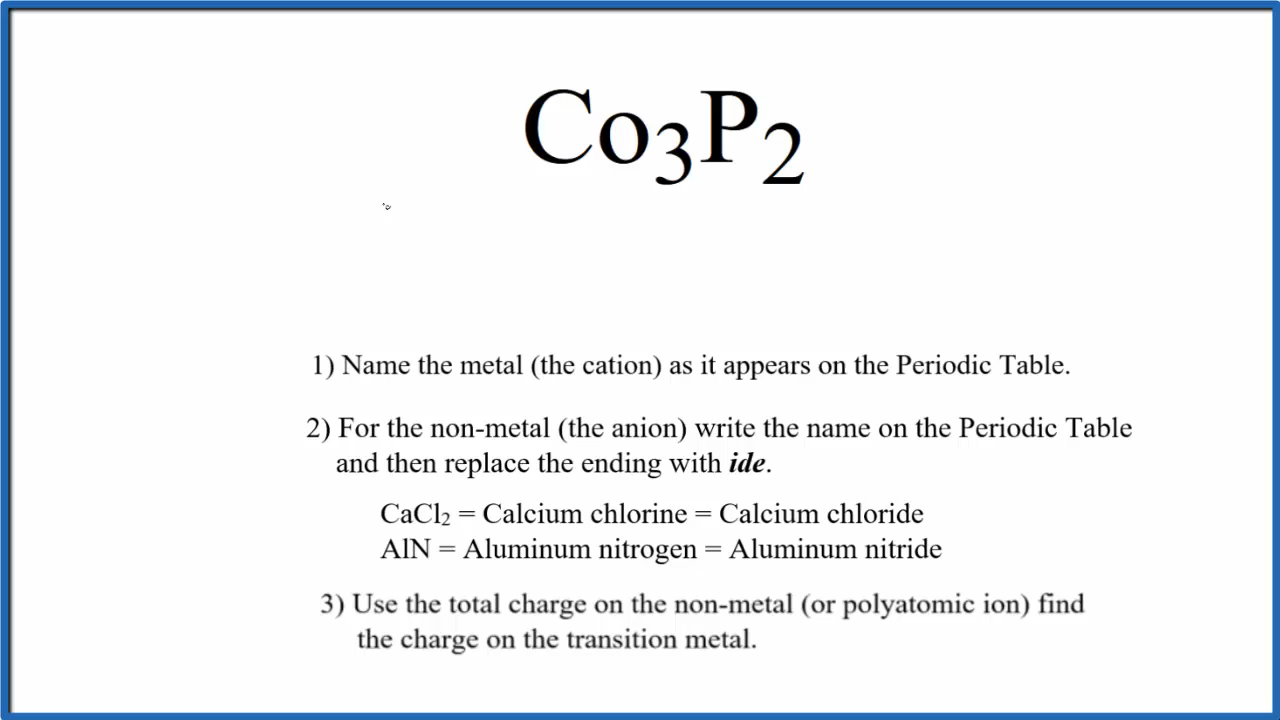 Co₃P₂
1) Name the metal (the cation) as it appears on the Periodic Table.
2) For the non-metal (the anion) write the name on the Periodic Table
and then replace the ending with ide.
CaCl₂ = Calcium chlorine = Calcium chloride
AlN = Aluminum nitrogen = Aluminum nitride
3) Use the total charge on the non-metal (or polyatomic ion) find
the charge on the transition metal.